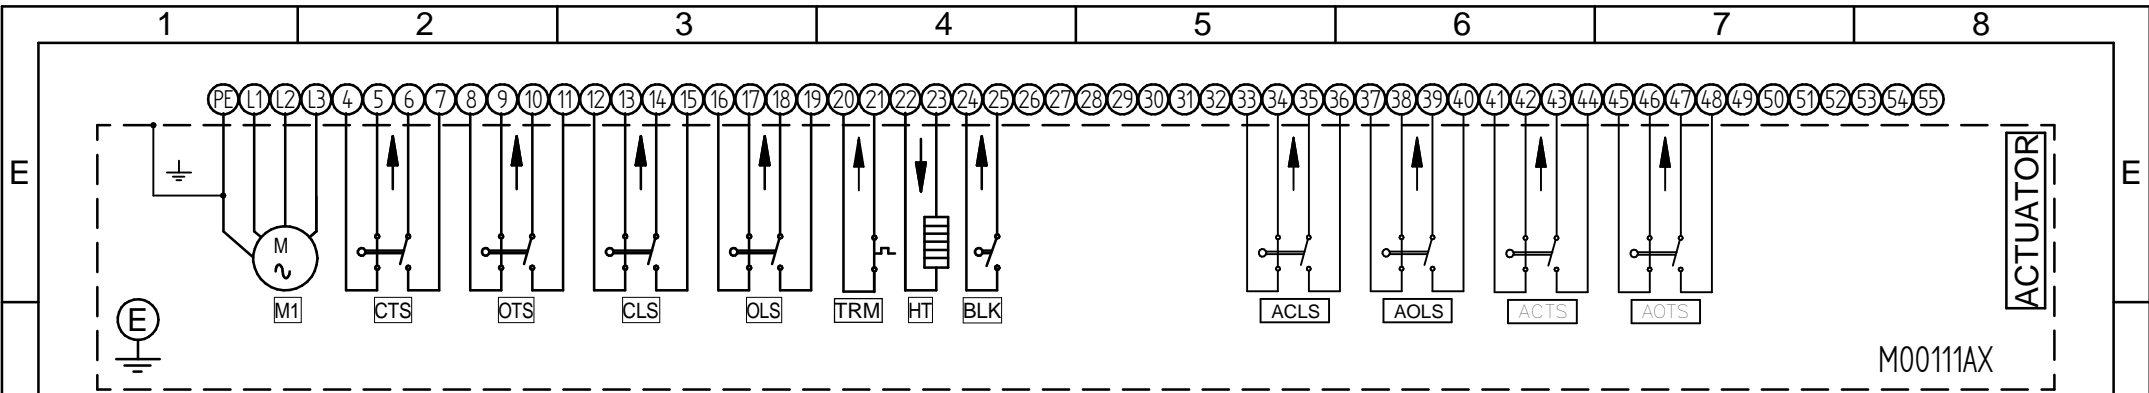 1 2 3 4 5 6 7 8
PE L1 L2 L3 4 5 6 7 8 9 10 11 12 13 14 15 16 17 18 19 20 21 22 23 24 25 26 27 28 29 30 31 32 33 34 35 36 37 38 39 40 41 42 43 44 45 46 47 48 49 50 51 52 53 54 55
E E
ACTUATOR
M
M1 CTS OTS CLS OLS TRM HT BLK ACLS AOLS ACTS AOTS
E
M00111AX